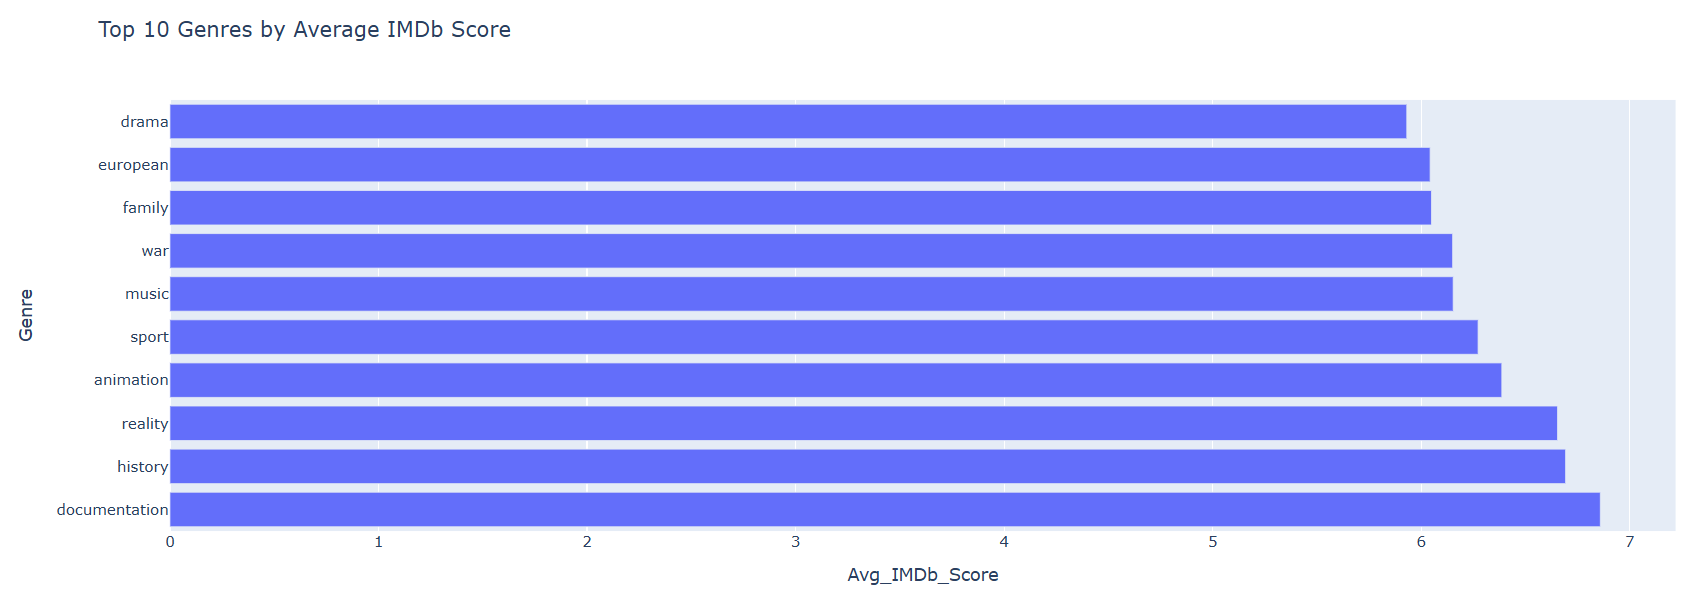 Top 10 Genres by Average IMDb Score
drama
european
family
war
music
sport
animation
reality
history
documentation
Genre
0 1 2 3 4 5 6 7
Avg_IMDb_Score